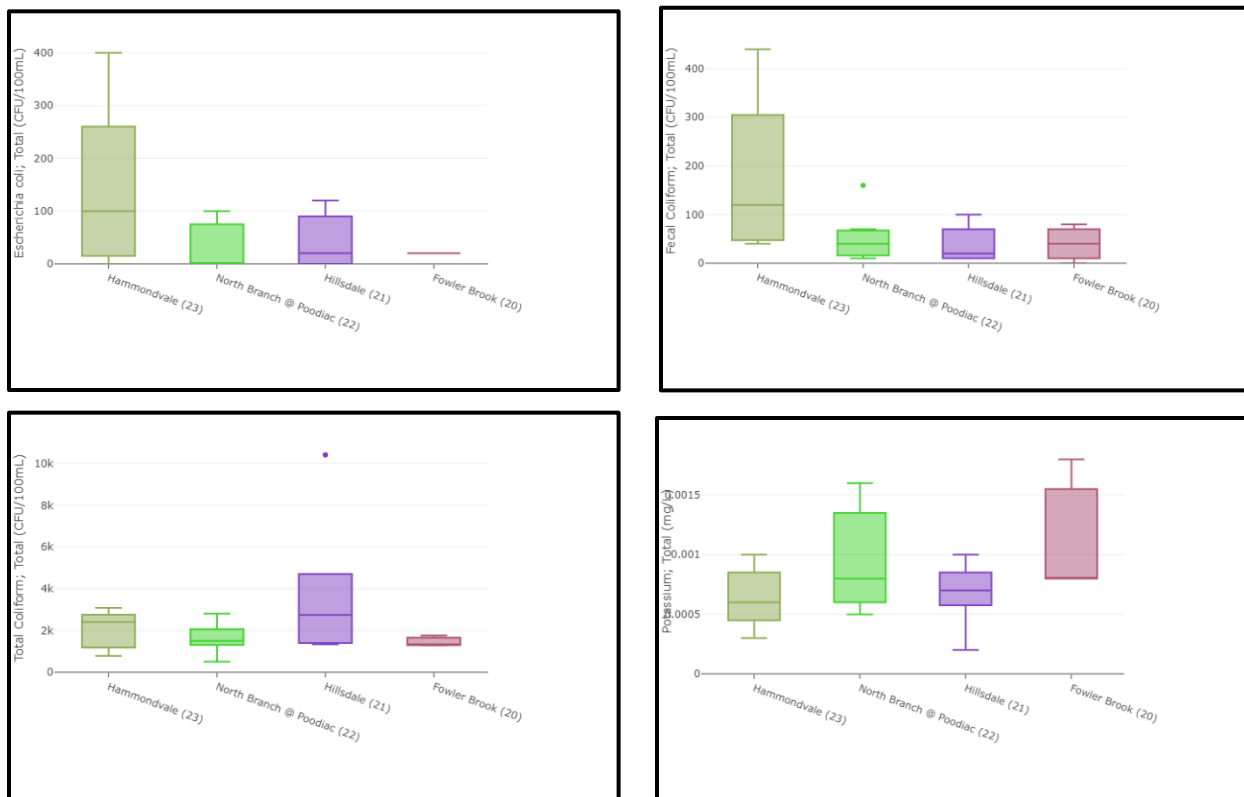 Escherichia coli; Total (CFU/100mL)
400
300
200
100
0
Hammondvale (23)
North Branch @ Poodiac (22)
Hillsdale (21)
Fowler Brook (20)
Fecal Coliform; Total (CFU/100mL)
400
300
200
100
0
Hammondvale (23)
North Branch @ Poodiac (22)
Hillsdale (21)
Fowler Brook (20)
Total Coliform; Total (CFU/100mL)
10k
8k
6k
4k
2k
0
Hammondvale (23)
North Branch @ Poodiac (22)
Hillsdale (21)
Fowler Brook (20)
Potassium; Total (mg/L)
0.0015
0.001
0.0005
0
Hammondvale (23)
North Branch @ Poodiac (22)
Hillsdale (21)
Fowler Brook (20)